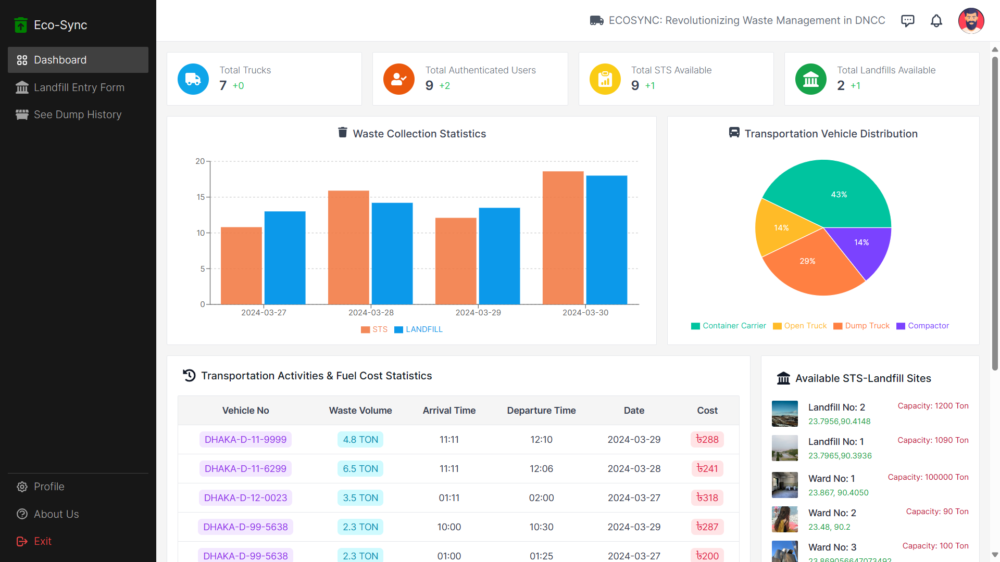 Eco-Sync
Dashboard
Landfill Entry Form
See Dump History
Profile
About Us
Exit
ECOSYNC: Revolutionizing Waste Management in DNCC
Total Trucks
7 +0
Total Authenticated Users
9 +2
Total STS Available
9 +1
Total Landfills Available
2 +1
Waste Collection Statistics
20
15
10
5
0
2024-03-27 2024-03-28 2024-03-29 2024-03-30
STS LANDFILL
Transportation Vehicle Distribution
43%
14%
14%
29%
Container Carrier Open Truck Dump Truck Compactor
Transportation Activities & Fuel Cost Statistics
Vehicle No Waste Volume Arrival Time Departure Time Date Cost
DHAKA-D-11-9999 4.8 TON 11:11 12:10 2024-03-29 ৳288
DHAKA-D-11-6299 6.5 TON 11:11 12:06 2024-03-28 ৳241
DHAKA-D-12-0023 3.5 TON 01:11 02:00 2024-03-27 ৳318
DHAKA-D-99-5638 2.3 TON 10:00 10:30 2024-03-29 ৳287
DHAKA-D-99-5638 2.3 TON 01:00 01:25 2024-03-27 ৳200
Available STS-Landfill Sites
Landfill No: 2 Capacity: 1200 Ton
23.7956,90.4148
Landfill No: 1 Capacity: 1090 Ton
23.7965,90.3936
Ward No: 1 Capacity: 100000 Ton
23.867, 90.4050
Ward No: 2 Capacity: 90 Ton
23.48, 90.2
Ward No: 3 Capacity: 100 Ton
23.869056647073492